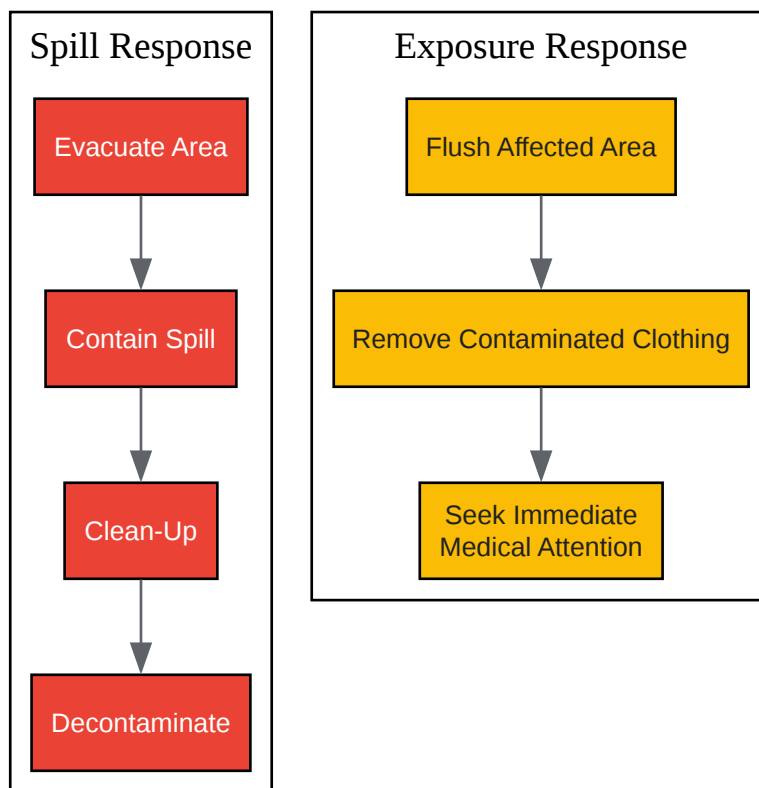 Spill Response
Evacuate Area
Contain Spill
Clean-Up
Decontaminate
Exposure Response
Flush Affected Area
Remove Contaminated Clothing
Seek Immediate
Medical Attention